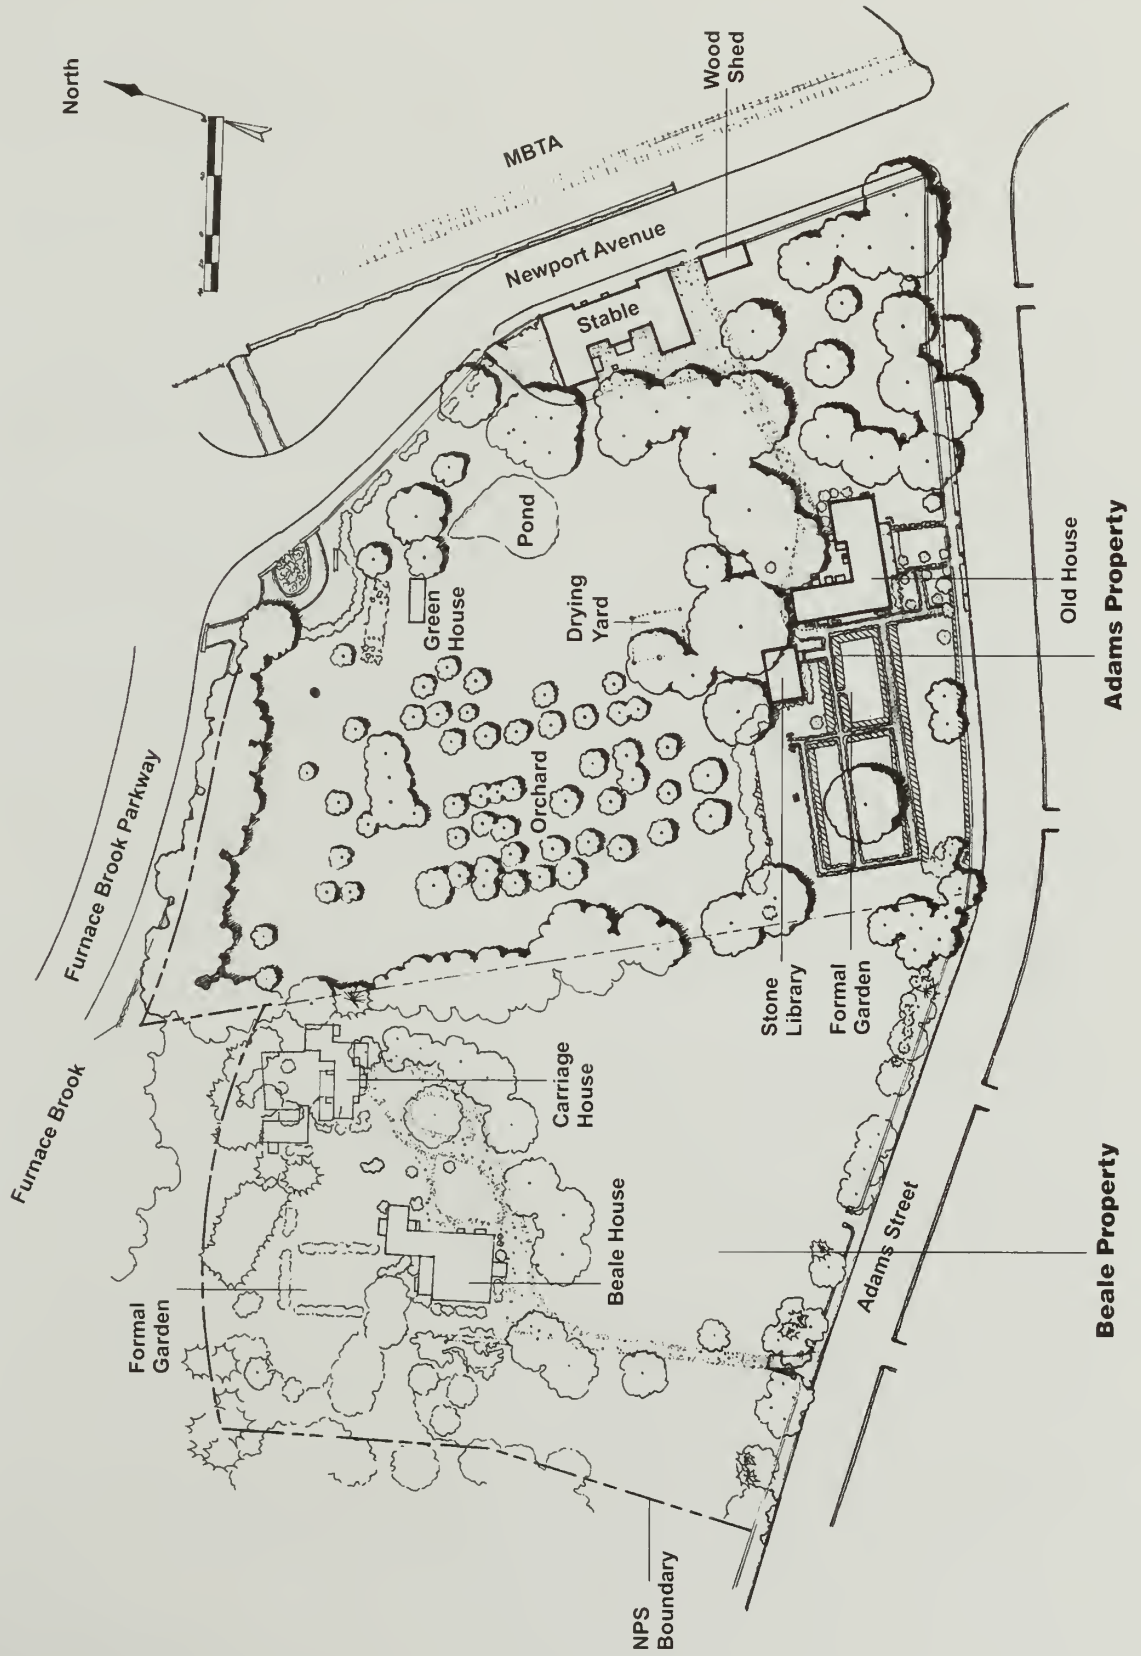 North
Wood
Shed
MBTA
Newport Avenue
Stable
Pond
Green
House
Drying
Yard
Old House
Adams Property
Furnace Brook Parkway
Orchard
Stone
Library
Formal
Garden
Furnace Brook
Carriage
House
Beale House
Formal
Garden
Adams Street
Beale Property
NPS
Boundary